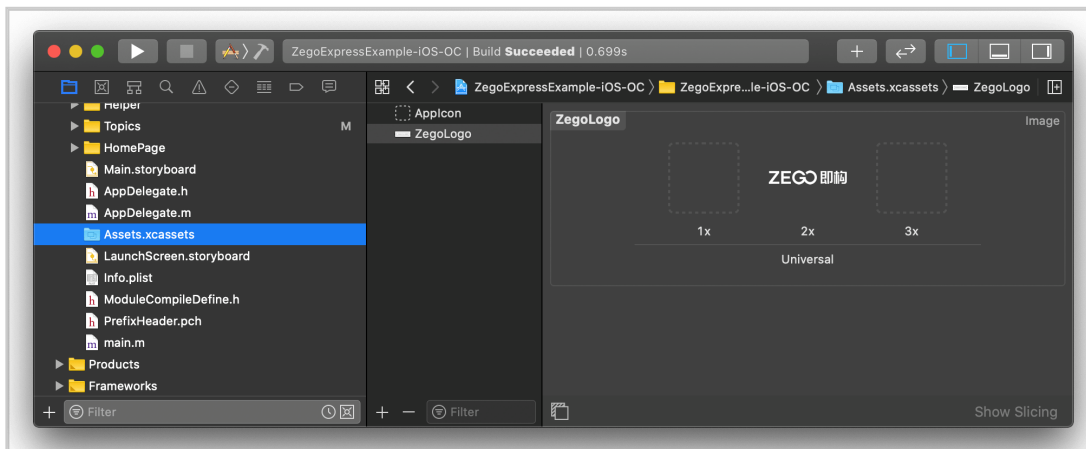 ZegoExpressExample-iOS-OC | Build Succeeded | 0.699s
ZegoExpressExample-iOS-OC 〉 ZegoExpre...le-iOS-OC 〉 Assets.xcassets 〉 ZegoLogo
Helper
Topics M
HomePage
Main.storyboard
h AppDelegate.h
m AppDelegate.m
Assets.xcassets
LaunchScreen.storyboard
Info.plist
h ModuleCompileDefine.h
h PrefixHeader.pch
m main.m
Products
Frameworks
Filter
AppIcon
ZegoLogo
Filter
ZegoLogo Image
ZEGO 即构
1x 2x 3x
Universal
Show Slicing